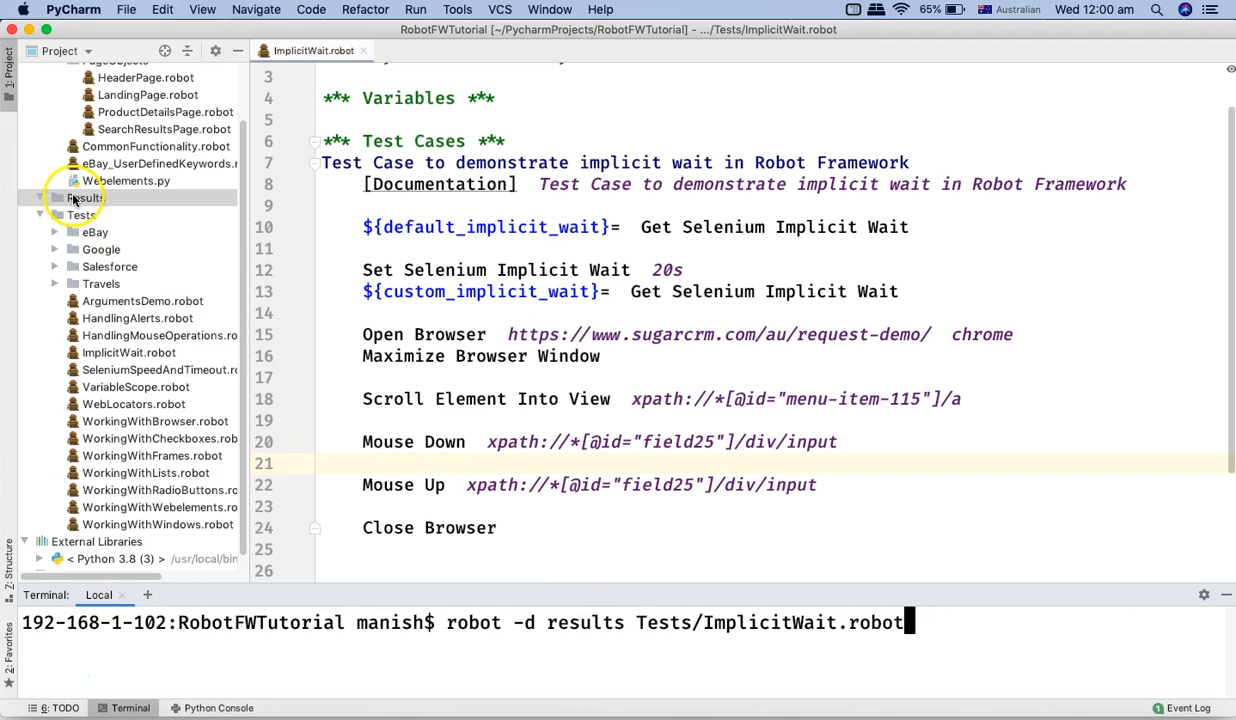 PyCharm File Edit View Navigate Code Refactor Run Tools VCS Window Help 65% Australian Wed 12:00 am
RobotFWTutorial [~/PycharmProjects/RobotFWTutorial] - .../Tests/ImplicitWait.robot
1: Project
Project
ImplicitWait.robot
HeaderPage.robot
LandingPage.robot
ProductDetailsPage.robot
SearchResultsPage.robot
CommonFunctionality.robot
eBay_UserDefinedKeywords.r
Webelements.py
Results
Tests
eBay
Google
Salesforce
Travels
ArgumentsDemo.robot
HandlingAlerts.robot
HandlingMouseOperations.ro
ImplicitWait.robot
SeleniumSpeedAndTimeout.ro
VariableScope.robot
WebLocators.robot
WorkingWithBrowser.robot
WorkingWithCheckboxes.rob
WorkingWithFrames.robot
WorkingWithLists.robot
WorkingWithRadioButtons.ro
WorkingWithWebelements.ro
WorkingWithWindows.robot
External Libraries
< Python 3.8 (3) > /usr/local/bin
3
4 *** Variables ***
5
6 *** Test Cases ***
7 Test Case to demonstrate implicit wait in Robot Framework
8 [Documentation] Test Case to demonstrate implicit wait in Robot Framework
9
10 ${default_implicit_wait}= Get Selenium Implicit Wait
11
12 Set Selenium Implicit Wait 20s
13 ${custom_implicit_wait}= Get Selenium Implicit Wait
14
15 Open Browser https://www.sugarcrm.com/au/request-demo/ chrome
16 Maximize Browser Window
17
18 Scroll Element Into View xpath://*[@id="menu-item-115"]/a
19
20 Mouse Down xpath://*[@id="field25"]/div/input
21
22 Mouse Up xpath://*[@id="field25"]/div/input
23
24 Close Browser
25
26
Z: Structure
2: Favorites
Terminal: Local
192-168-1-102:RobotFWTutorial manish$ robot -d results Tests/ImplicitWait.robot
6: TODO Terminal Python Console 1 Event Log